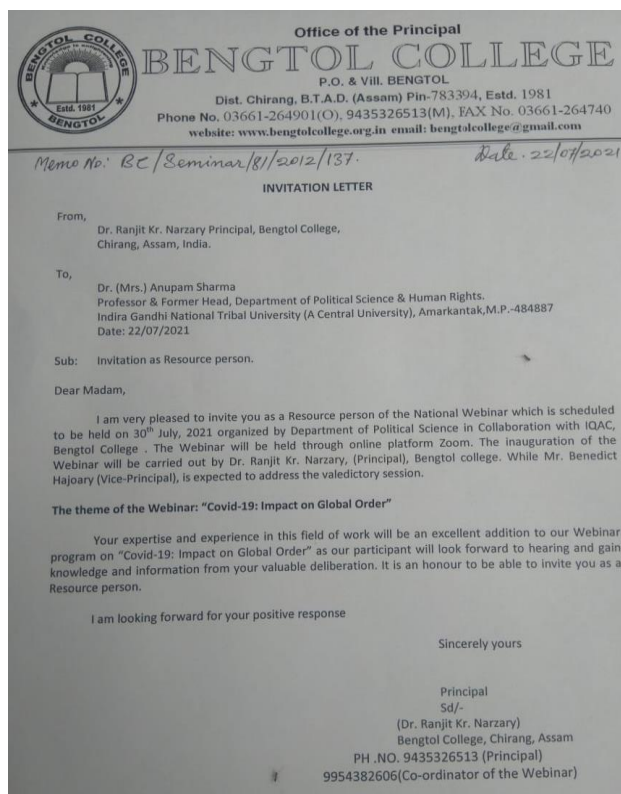 BENGTOL COLLEGE
Estd. 1981
BENGTOL
Office of the Principal
BENGTOL COLLEGE
P.O. & Vill. BENGTOL
Dist. Chirang, B.T.A.D. (Assam) Pin-783394, Estd. 1981
Phone No. 03661-264901(O), 9435326513(M), FAX No. 03661-264740
website: www.bengtolcollege.org.in email: bengtolcollege@gmail.com
Memo No: BC/Seminar/81/2012/137. Date. 22/07/2021
INVITATION LETTER
From,
Dr. Ranjit Kr. Narzary Principal, Bengtol College,
Chirang, Assam, India.
To,
Dr. (Mrs.) Anupam Sharma
Professor & Former Head, Department of Political Science & Human Rights.
Indira Gandhi National Tribal University (A Central University), Amarkantak,M.P.-484887
Date: 22/07/2021
Sub: Invitation as Resource person.
Dear Madam,
I am very pleased to invite you as a Resource person of the National Webinar which is scheduled
to be held on 30th July, 2021 organized by Department of Political Science in Collaboration with IQAC,
Bengtol College . The Webinar will be held through online platform Zoom. The inauguration of the
Webinar will be carried out by Dr. Ranjit Kr. Narzary, (Principal), Bengtol college. While Mr. Benedict
Hajoary (Vice-Principal), is expected to address the valedictory session.
The theme of the Webinar: “Covid-19: Impact on Global Order”
Your expertise and experience in this field of work will be an excellent addition to our Webinar
program on “Covid-19: Impact on Global Order” as our participant will look forward to hearing and gain
knowledge and information from your valuable deliberation. It is an honour to be able to invite you as a
Resource person.
I am looking forward for your positive response
Sincerely yours
Principal
Sd/-
(Dr. Ranjit Kr. Narzary)
Bengtol College, Chirang, Assam
PH .NO. 9435326513 (Principal)
9954382606(Co-ordinator of the Webinar)